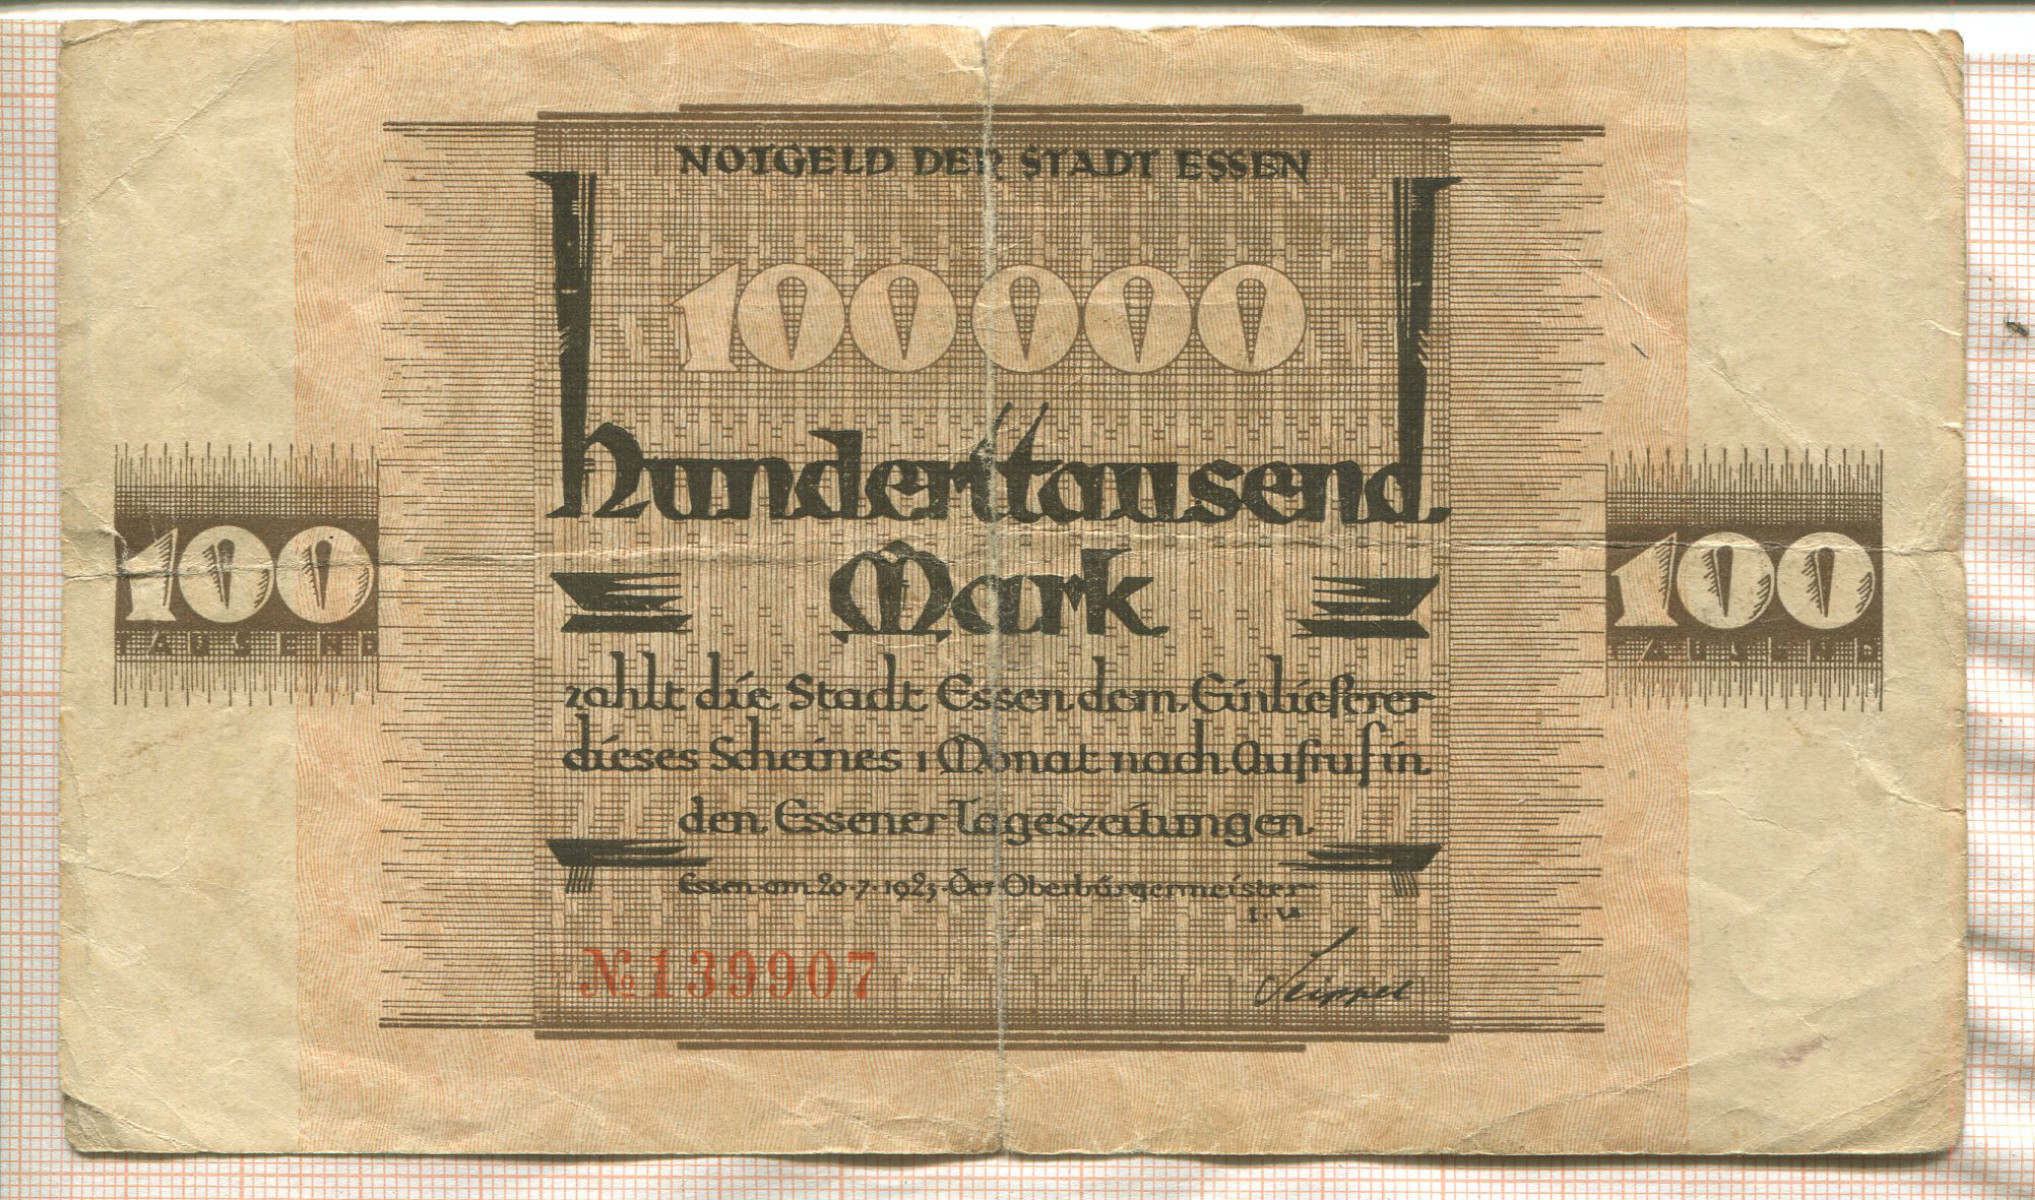 NOTGELD DER STADT ESSEN
100000
Hunderttausend
Mark
100
TAUSEND
100
TAUSEND
zahlt die Stadt Essen dem Einlieferer
dieses Scheines 1 Monat nach Aufruf in
den Essener Tageszeitungen
Essen am 20.7.1923. Der Oberbürgermeister
I.V.
№ 139907